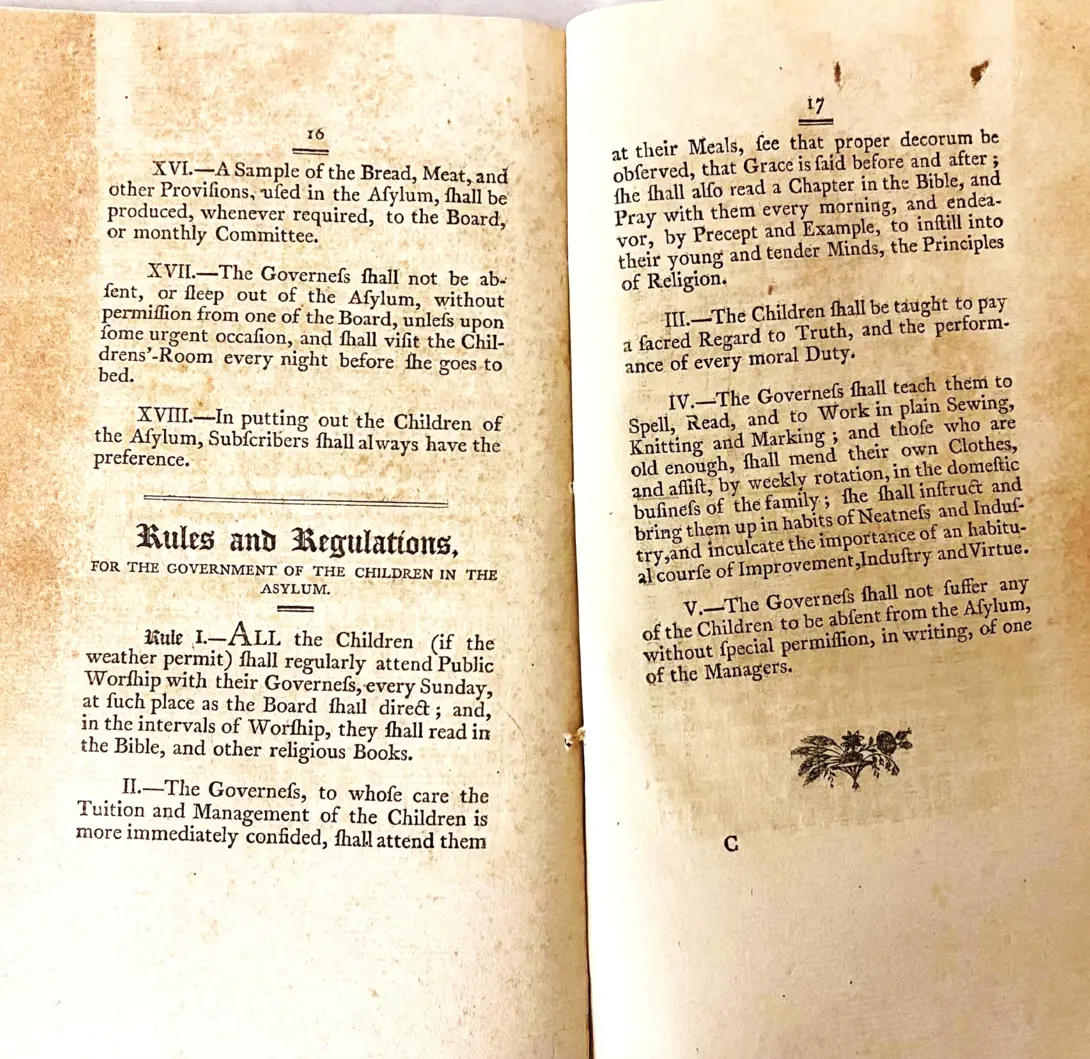 16
XVI.—A Sample of the Bread, Meat, and
other Proviſions, uſed in the Aſylum, ſhall be
produced, whenever required, to the Board,
or monthly Committee.
XVII.—The Governeſs ſhall not be ab-
ſent, or ſleep out of the Aſylum, without
permiſſion from one of the Board, unleſs upon
ſome urgent occaſion, and ſhall viſit the Chil-
drens'-Room every night before ſhe goes to
bed.
XVIII.—In putting out the Children of
the Aſylum, Subſcribers ſhall always have the
preference.
Rules and Regulations,
FOR THE GOVERNMENT OF THE CHILDREN IN THE
ASYLUM.
Rule I.—ALL the Children (if the
weather permit) ſhall regularly attend Public
Worſhip with their Governeſs, every Sunday,
at ſuch place as the Board ſhall direct; and,
in the intervals of Worſhip, they ſhall read in
the Bible, and other religious Books.
II.—The Governeſs, to whoſe care the
Tuition and Management of the Children is
more immediately confided, ſhall attend them
17
at their Meals, ſee that proper decorum be
obſerved, that Grace is ſaid before and after;
ſhe ſhall alſo read a Chapter in the Bible, and
Pray with them every morning, and endea-
vor, by Precept and Example, to inſtill into
their young and tender Minds, the Principles
of Religion.
III.—The Children ſhall be taught to pay
a ſacred Regard to Truth, and the perform-
ance of every moral Duty.
IV.—The Governeſs ſhall teach them to
Spell, Read, and to Work in plain Sewing,
Knitting and Marking; and thoſe who are
old enough, ſhall mend their own Clothes,
and aſſiſt, by weekly rotation, in the domeſtic
buſineſs of the family; ſhe ſhall inſtruct and
bring them up in habits of Neatneſs and Induſ-
try, and inculcate the importance of an habitu-
al courſe of Improvement, Induſtry and Virtue.
V.—The Governeſs ſhall not ſuffer any
of the Children to be abſent from the Aſylum,
without ſpecial permiſſion, in writing, of one
of the Managers.
C